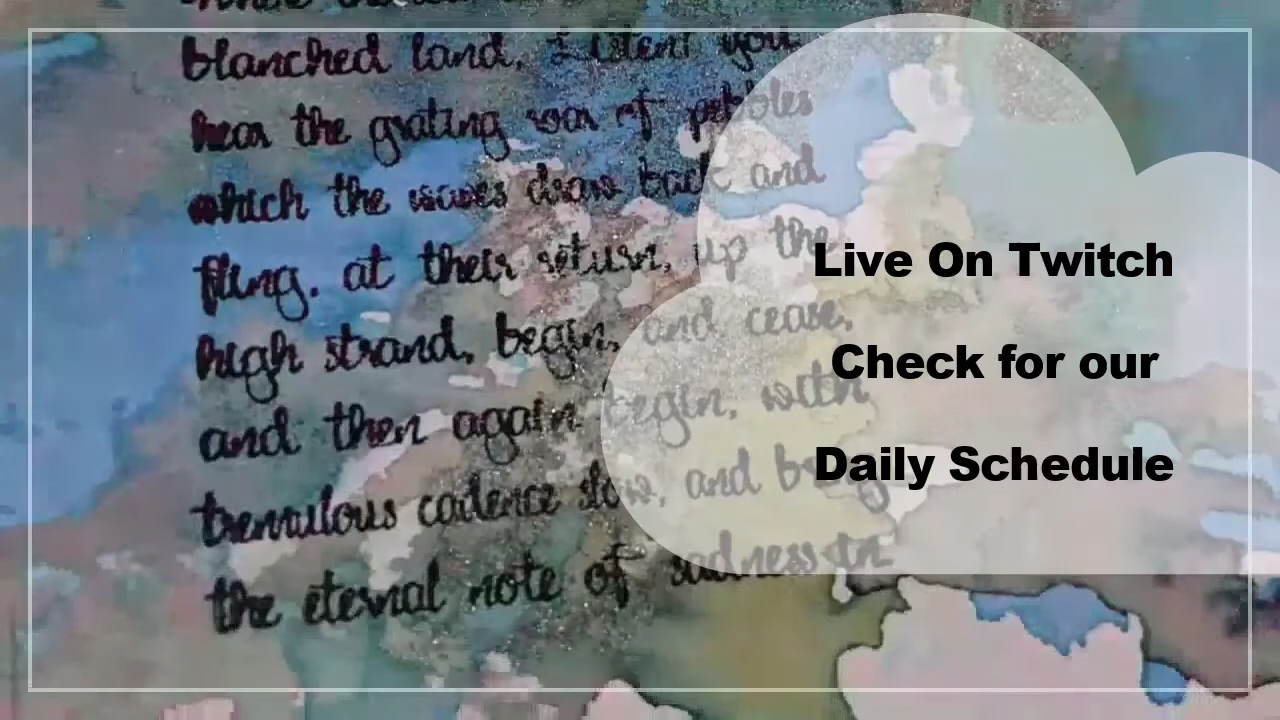 blanched land. Listen! you
hear the grating roar of pebbles
which the waves draw back and
fling, at their return, up the
high strand, begin, and cease,
and then again begin, with
tremulous cadence slow, and bring
the eternal note of sadness in
Live On Twitch
Check for our
Daily Schedule